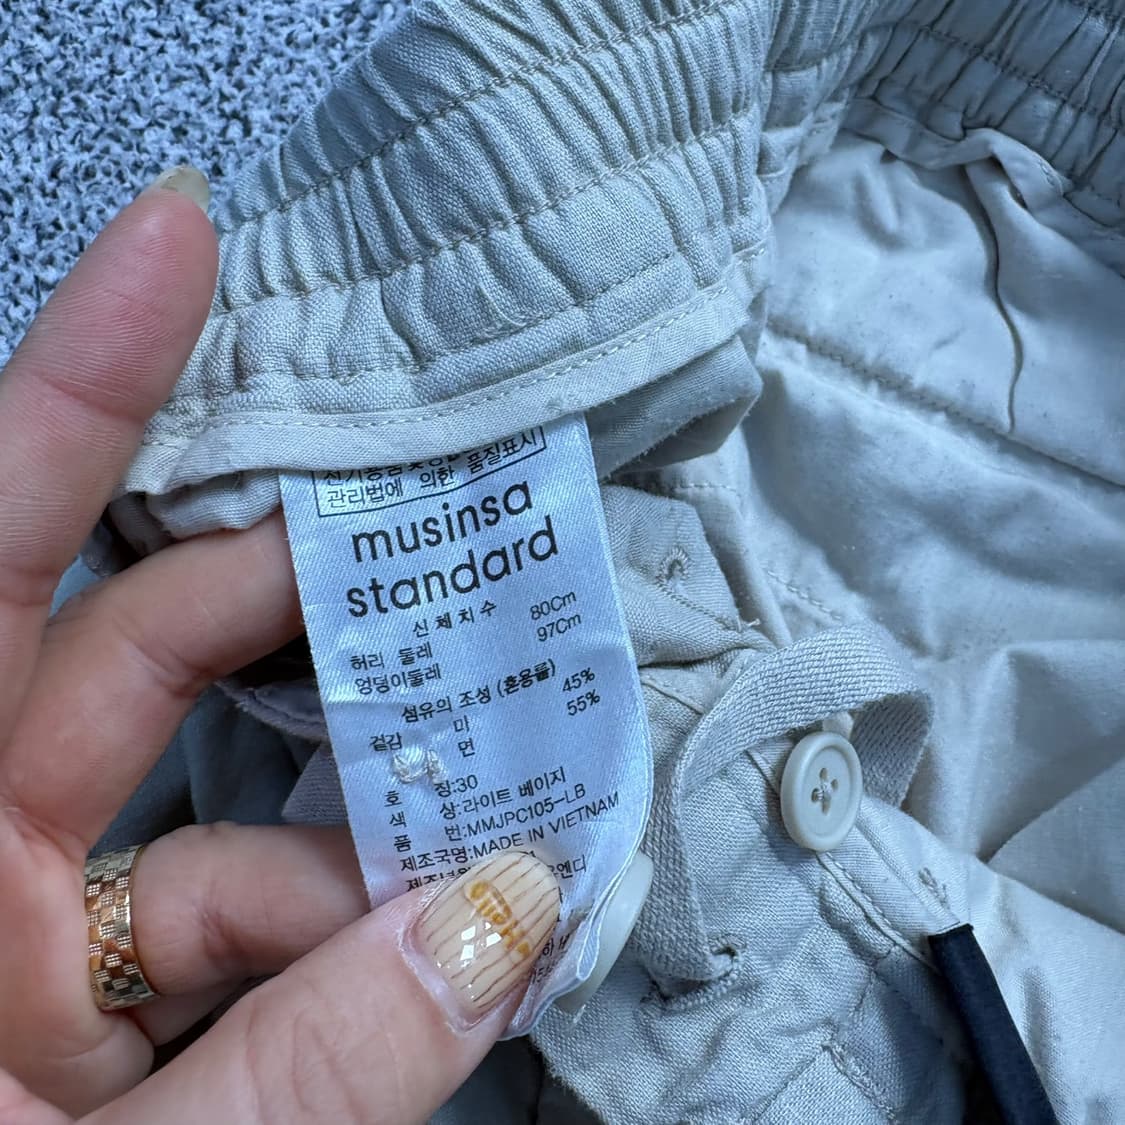 관리법에 의한 품질표시
musinsa
standard
신체치수
허리 둘레 80Cm
엉덩이둘레 97Cm
섬유의 조성 (혼용률)
겉감 마 45%
면 55%
호 칭:30
색 상:라이트 베이지
품 번:MMJPC105-LB
제조국명:MADE IN VIETNAM